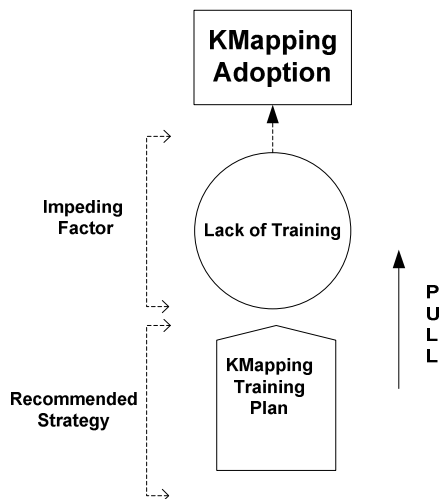 KMapping
Adoption
Impeding
Factor
Lack of Training
P
U
L
L
KMapping
Training
Plan
Recommended
Strategy